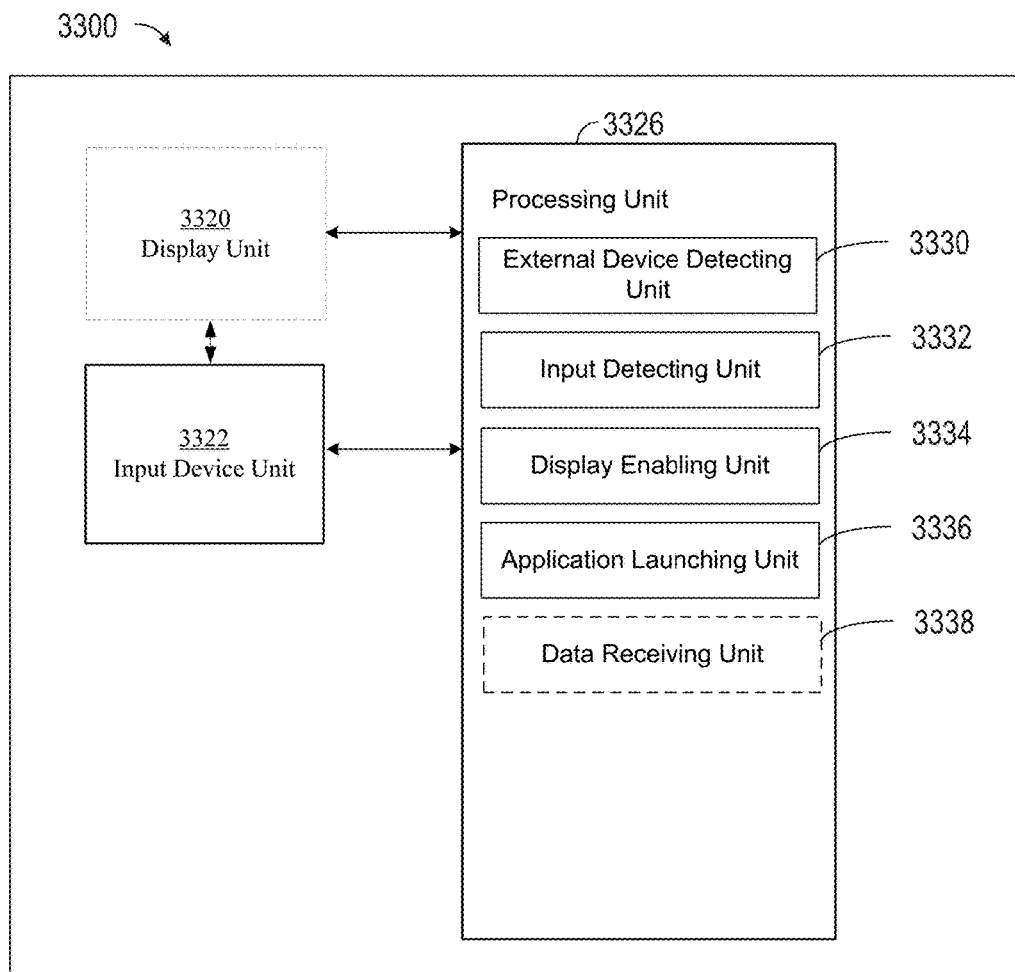 3300
3326
3320
Display Unit
Processing Unit
3330
External Device Detecting
Unit
3332
Input Detecting Unit
3322
Input Device Unit
3334
Display Enabling Unit
3336
Application Launching Unit
3338
Data Receiving Unit